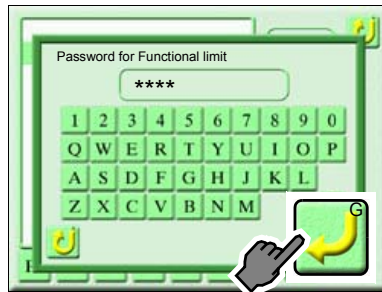 Password for Functional limit
****
1 2 3 4 5 6 7 8 9 0
Q W E R T Y U I O P
A S D F G H J K L
Z X C V B N M
G